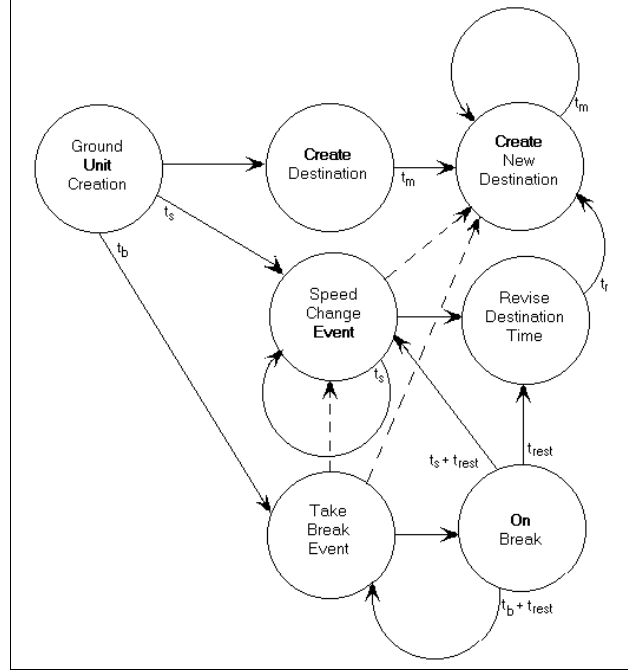 Ground
Unit
Creation
Create
Destination
Create
New
Destination
t_m
t_m
t_s
t_b
Speed
Change
Event
t_s
Revise
Destination
Time
t_r
t_s + t_rest
t_rest
Take
Break
Event
On
Break
t_b + t_rest